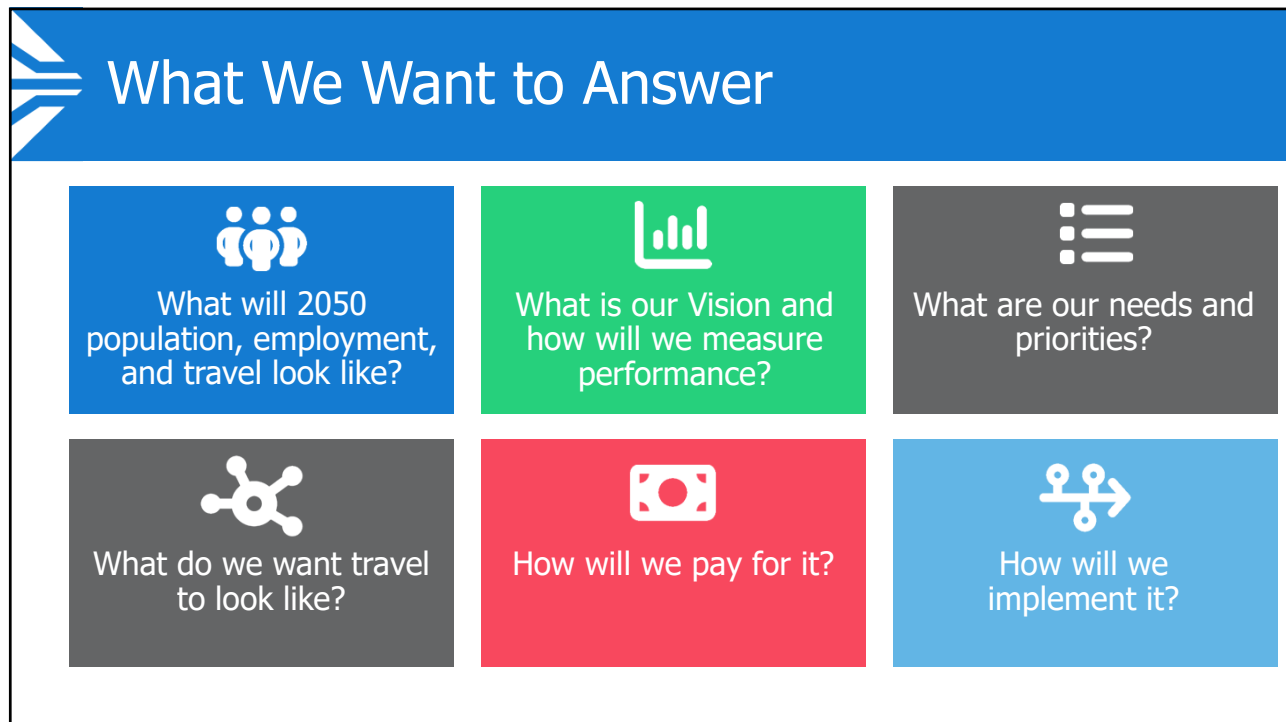 What We Want to Answer
What will 2050
population, employment,
and travel look like?
What is our Vision and
how will we measure
performance?
What are our needs and
priorities?
What do we want travel
to look like?
How will we pay for it?
How will we
implement it?